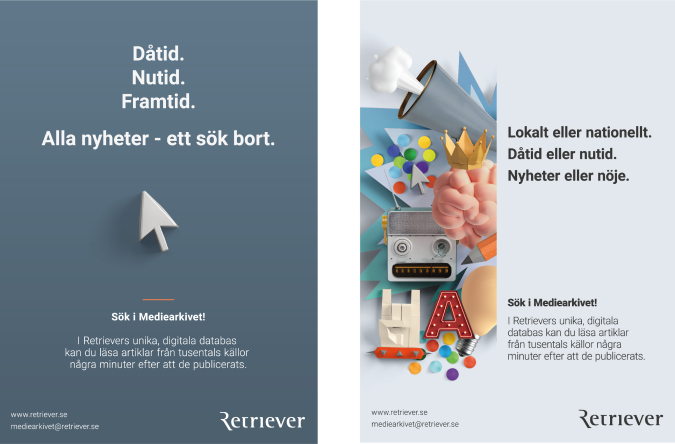 Dåtid.
Nutid.
Framtid.
Alla nyheter - ett sök bort.
Sök i Mediearkivet!
I Retrievers unika, digitala databas
kan du läsa artiklar från tusentals källor
några minuter efter att de publicerats.
www.retriever.se
mediearkivet@retriever.se
Retriever
Lokalt eller nationellt.
Dåtid eller nutid.
Nyheter eller nöje.
A
Sök i Mediearkivet!
I Retrievers unika, digitala
databas kan du läsa artiklar
från tusentals källor några
minuter efter att de publicerats.
www.retriever.se
mediearkivet@retriever.se
Retriever